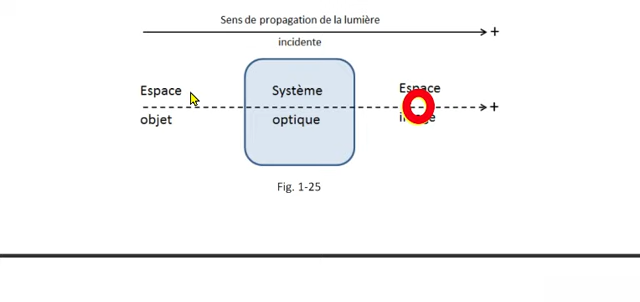 Sens de propagation de la lumière
+
incidente
Espace Système Espace
+
objet optique
Fig. 1-25